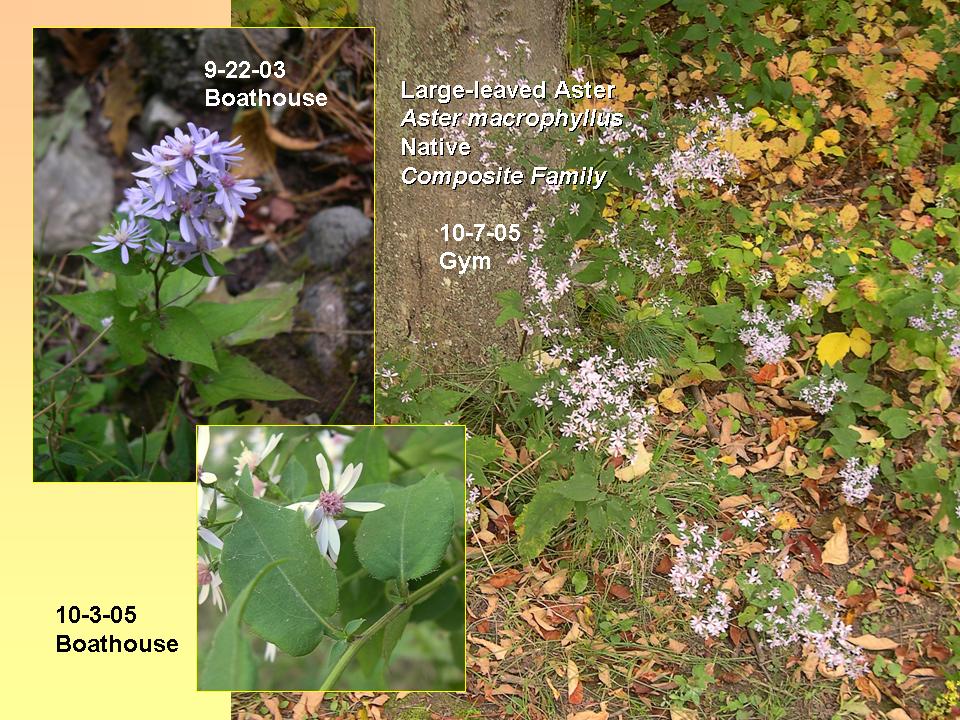 9-22-03
Boathouse
Large-leaved Aster
Aster macrophyllus
Native
Composite Family
10-7-05
Gym
10-3-05
Boathouse